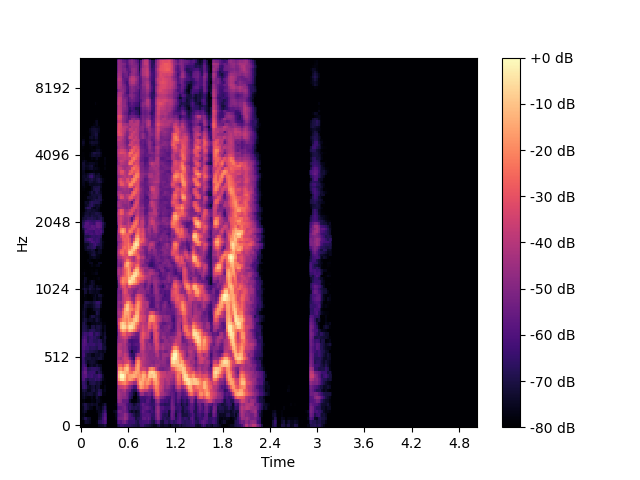 +0 dB
8192
-10 dB
4096
-20 dB
-30 dB
2048
Hz
-40 dB
1024
-50 dB
-60 dB
512
-70 dB
0
-80 dB
0 0.6 1.2 1.8 2.4 3 3.6 4.2 4.8
Time